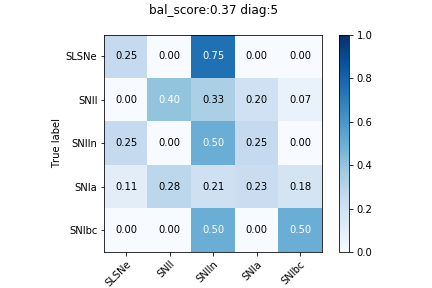 bal_score:0.37 diag:5
SLSNe 0.25 0.00 0.75 0.00 0.00
SNII 0.00 0.40 0.33 0.20 0.07
SNIIn 0.25 0.00 0.50 0.25 0.00
SNIa 0.11 0.28 0.21 0.23 0.18
SNIbc 0.00 0.00 0.50 0.00 0.50
SLSNe SNII SNIIn SNIa SNIbc
True label
1.0
0.8
0.6
0.4
0.2
0.0